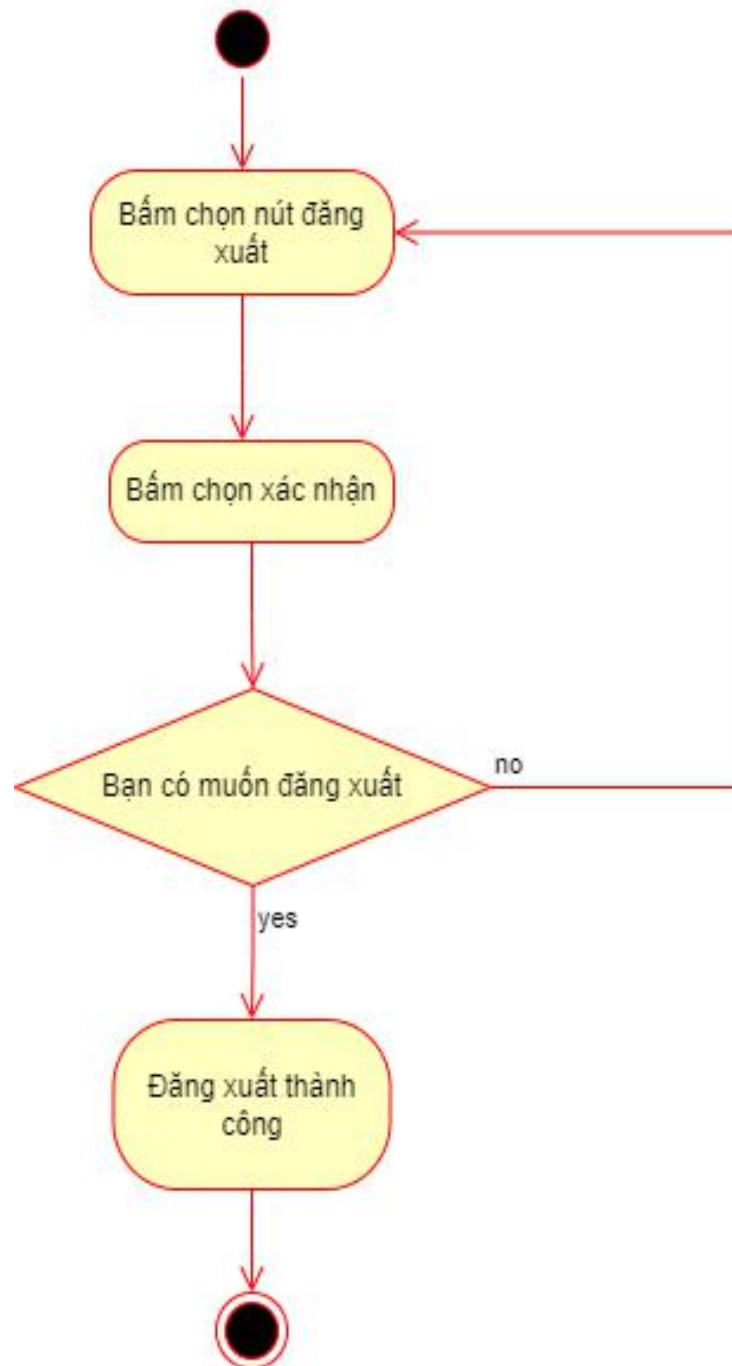 Bấm chọn nút đăng
xuất
Bấm chọn xác nhận
Bạn có muốn đăng xuất
no
yes
Đăng xuất thành
công